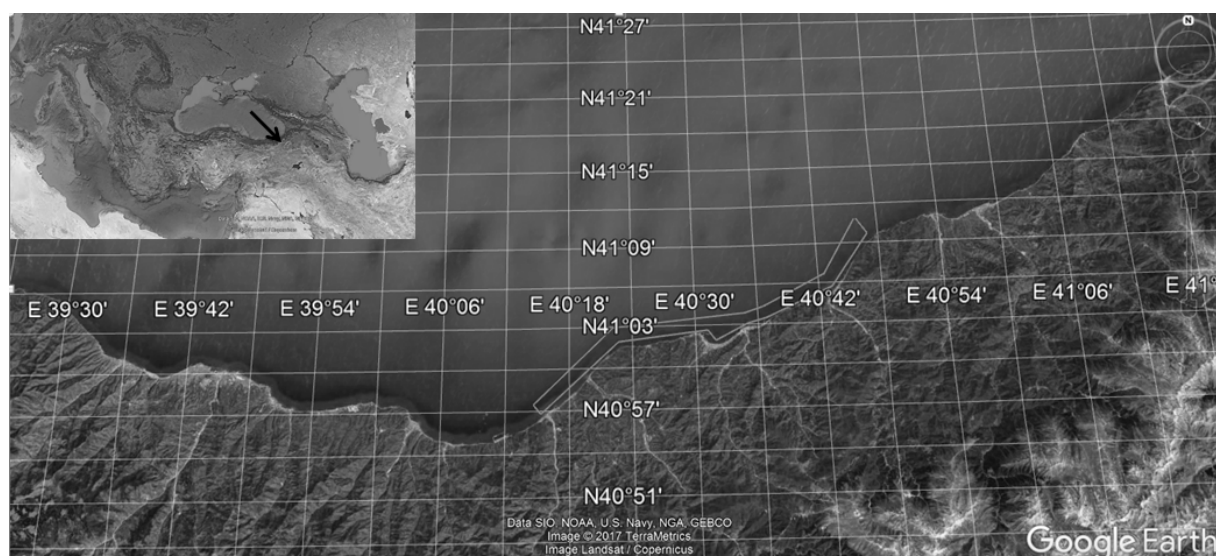 N
N41°27'
N41°21'
N41°15'
N41°09'
E 39°30'
E 39°42'
E 39°54'
E 40°06'
E 40°18'
E 40°30'
E 40°42'
E 40°54'
E 41°06'
E 41°
N41°03'
N40°57'
N40°51'
Data SIO, NOAA, U.S. Navy, NGA, GEBCO
Image © 2017 TerraMetrics
Image Landsat / Copernicus
Google Earth